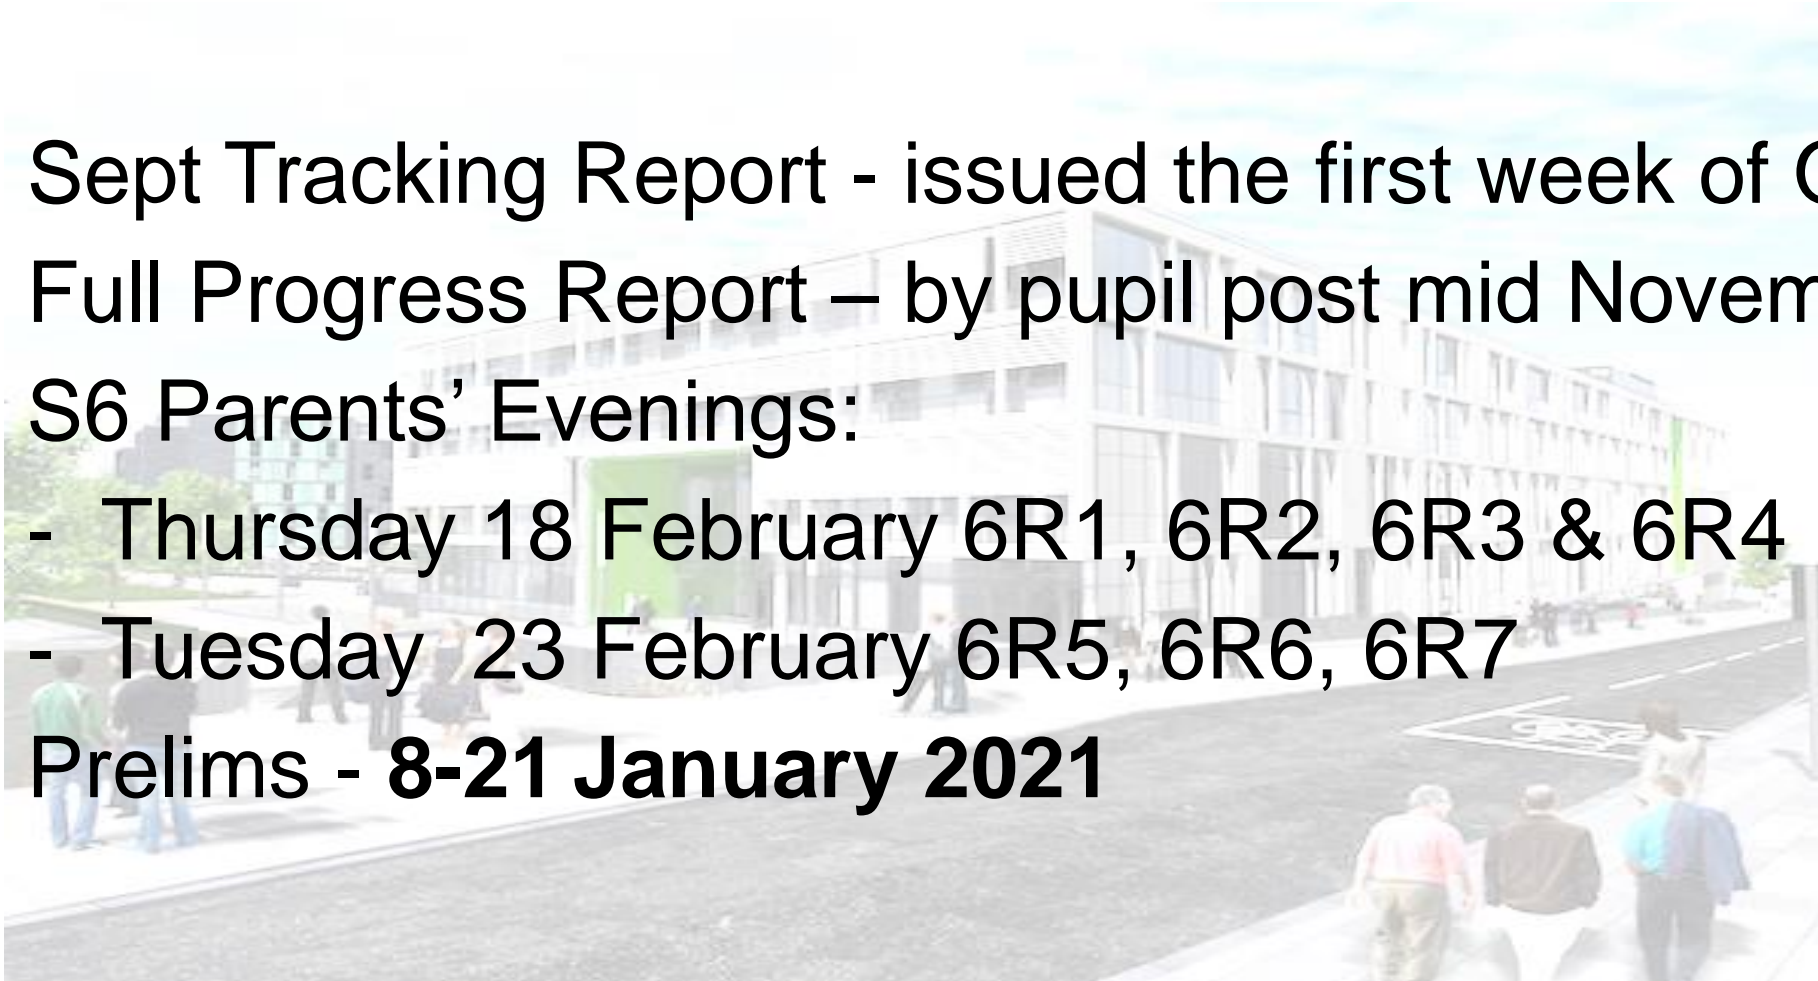 Sept Tracking Report - issued the first week of
Full Progress Report – by pupil post mid
S6 Parents’ Evenings:
- Thursday 18 February 6R1, 6R2, 6R3 & 6R4
- Tuesday 23 February 6R5, 6R6, 6R7
Prelims - 8-21 January 2021